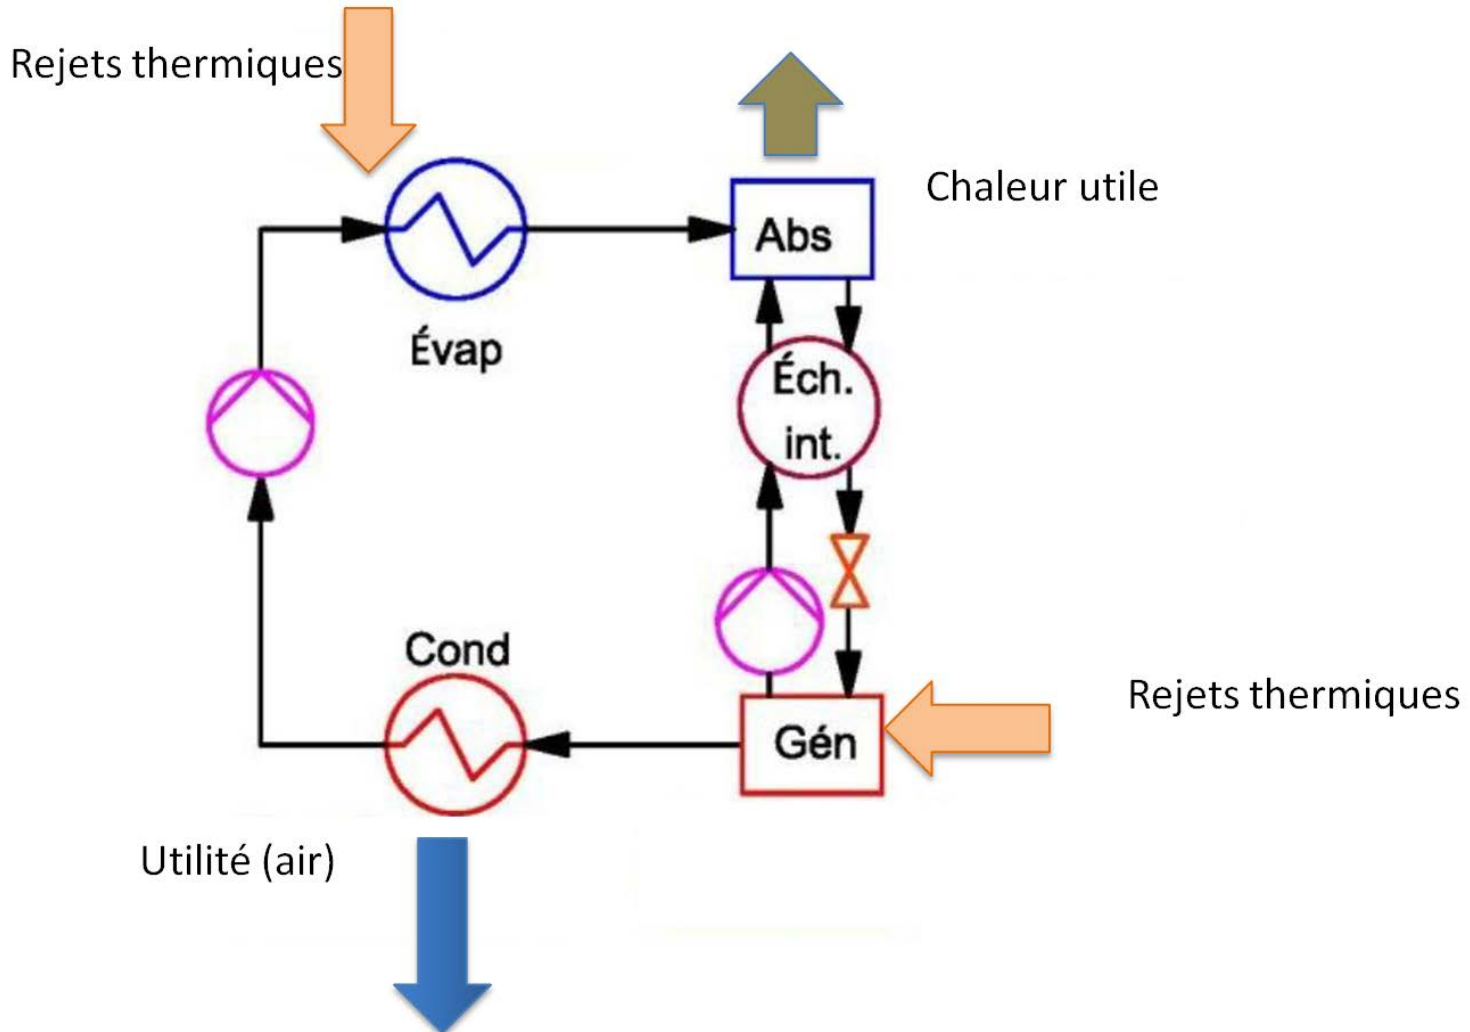 Rejets thermiques
Chaleur utile
Abs
Évap
Éch.
int.
Cond
Rejets thermiques
Gén
Utilité (air)